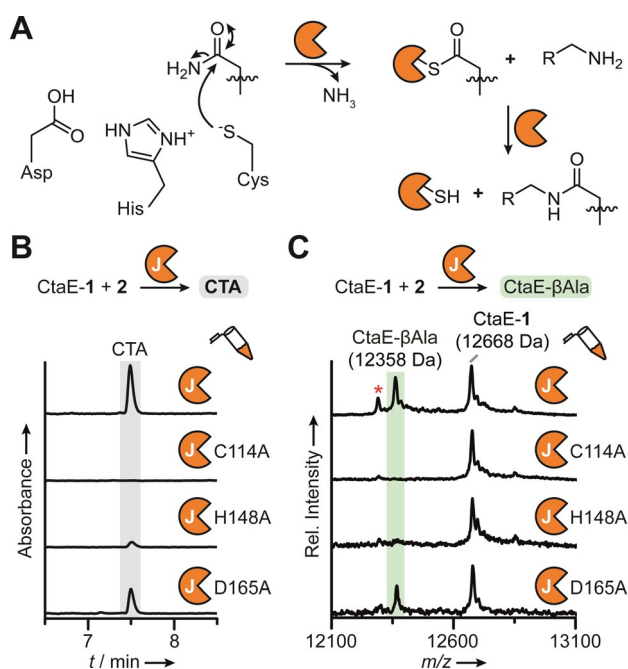 A
O
H₂N
NH₃
O
S
+
R
NH₂
OH
O
Asp
HN
NH⁺
His
⁻S
Cys
SH
+
R
N
H
O
B
J
CtaE-1 + 2
CTA
CTA
J
J C114A
J H148A
J D165A
Absorbance
7
8
t / min
C
J
CtaE-1 + 2
CtaE-βAla
CtaE-βAla
(12358 Da)
CtaE-1
(12668 Da)
*
J
J C114A
J H148A
J D165A
Rel. Intensity
12100
12600
13100
m/z